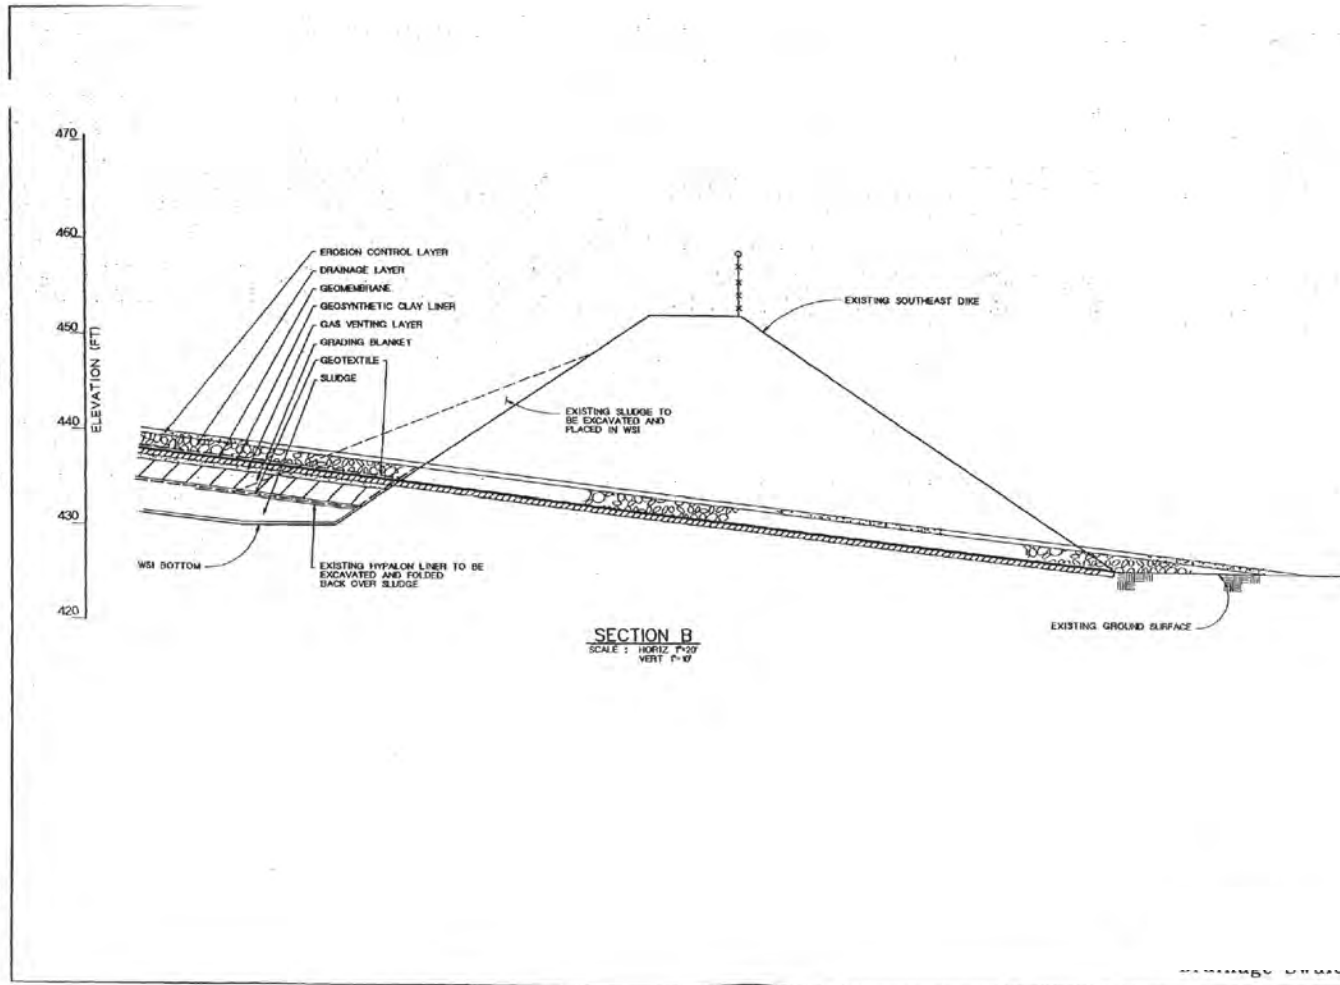 470
460
450
440
430
420
ELEVATION (FT)
EROSION CONTROL LAYER
DRAINAGE LAYER
GEOMEMBRANE
GEOSYNTHETIC CLAY LINER
GAS VENTING LAYER
GRADING BLANKET
GEOTEXTILE
SLUDGE
EXISTING SOUTHEAST DIKE
EXISTING SLUDGE TO
BE EXCAVATED AND
PLACED IN WSI
WSI BOTTOM
EXISTING HYPALON LINER TO BE
EXCAVATED AND FOLDED
BACK OVER SLUDGE
EXISTING GROUND SURFACE
SECTION B
SCALE : HORIZ 1"=20'
VERT 1"=10'